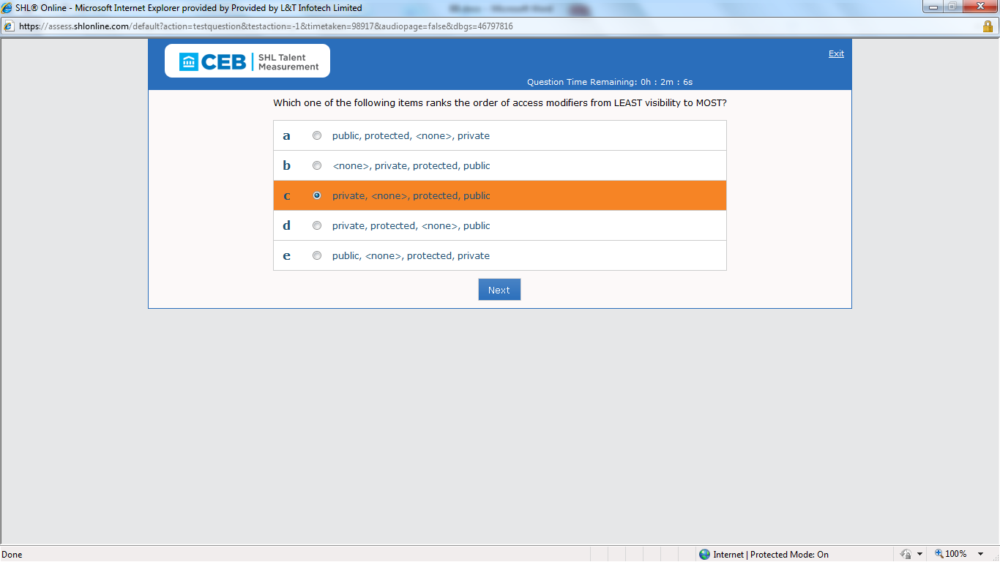 SHL® Online - Microsoft Internet Explorer provided by Provided by L&T Infotech Limited
https://assess.shlonline.com/default?action=testquestion&testaction=-1&timetaken=98917&audiopage=false&dbgs=46797816
CEB SHL Talent
Measurement
Exit
Question Time Remaining: 0h : 2m : 6s
Which one of the following items ranks the order of access modifiers from LEAST visibility to MOST?
a public, protected, <none>, private
b <none>, private, protected, public
c private, <none>, protected, public
d private, protected, <none>, public
e public, <none>, protected, private
Next
Done Internet | Protected Mode: On 100%